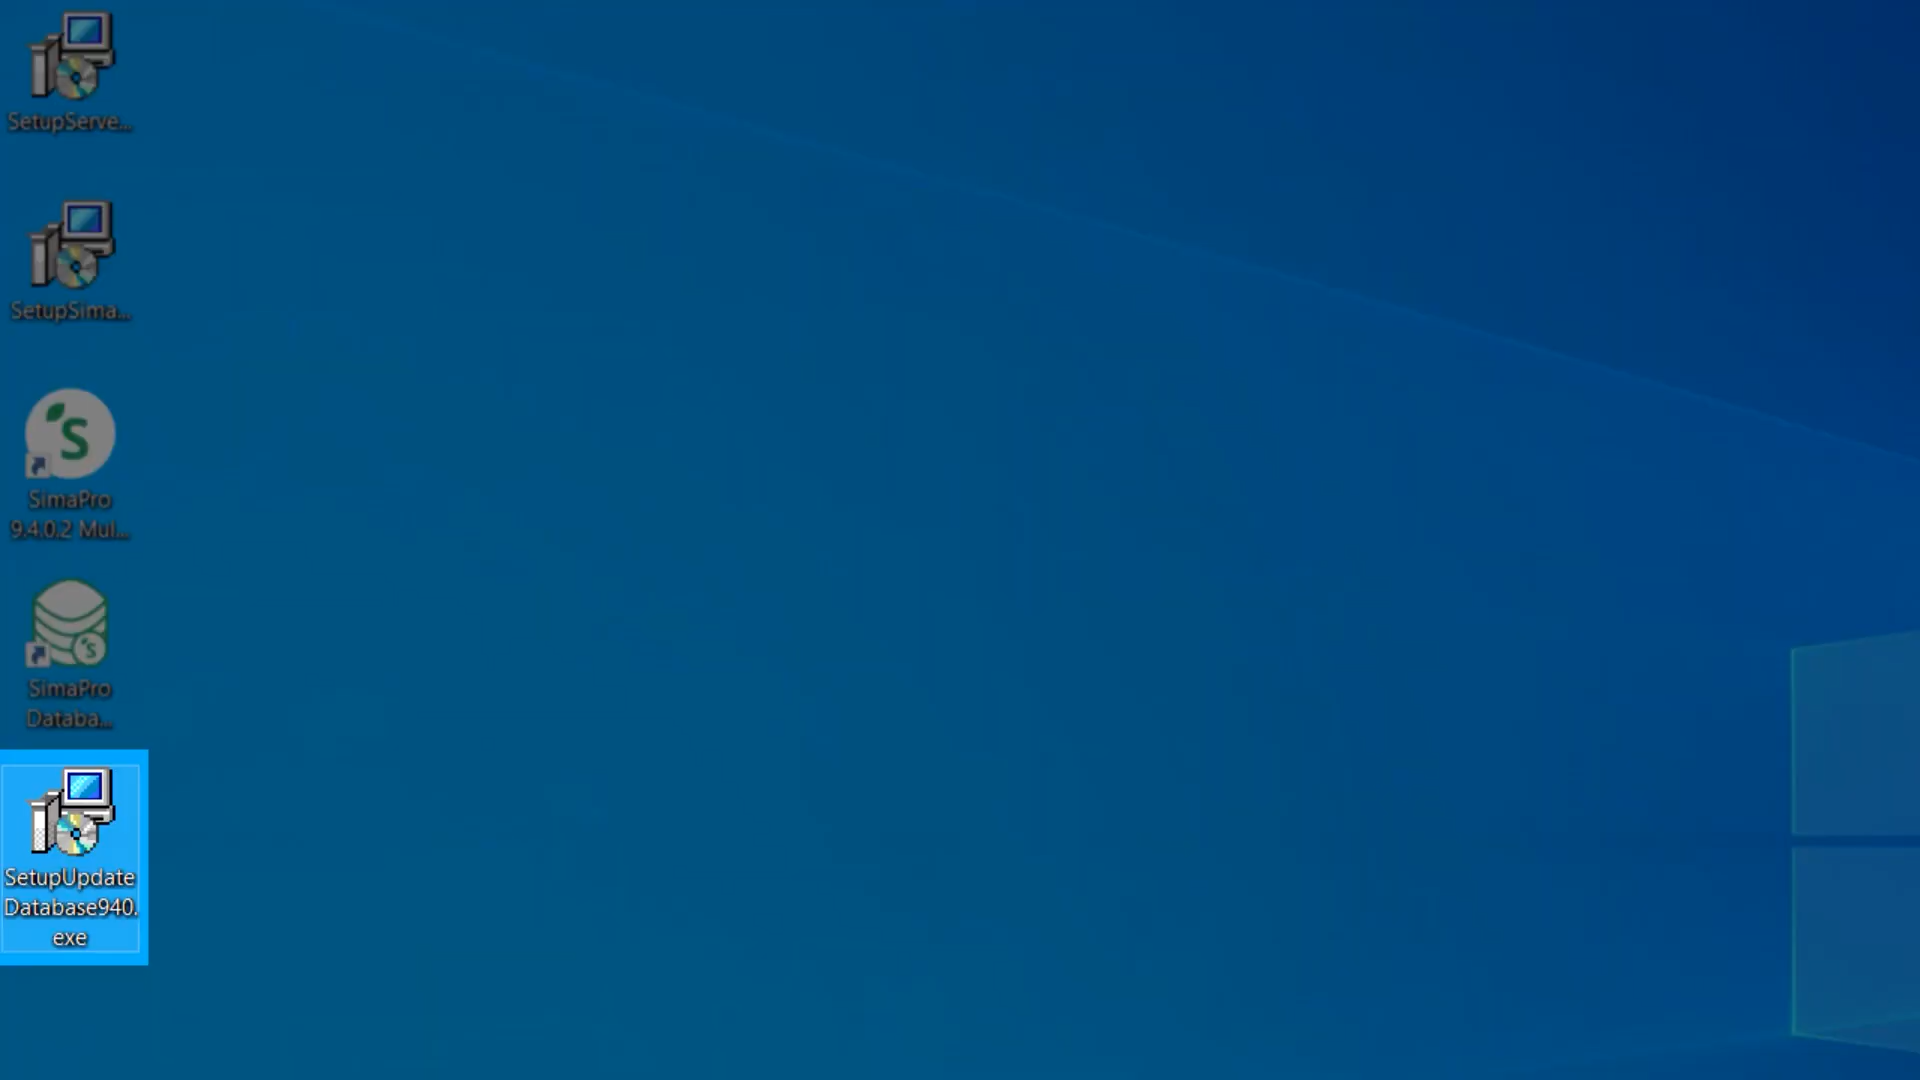 SetupServe...
SetupSima...
SimaPro
9.4.0.2 Mul...
SimaPro
Databa...
SetupUpdate
Database940.
exe